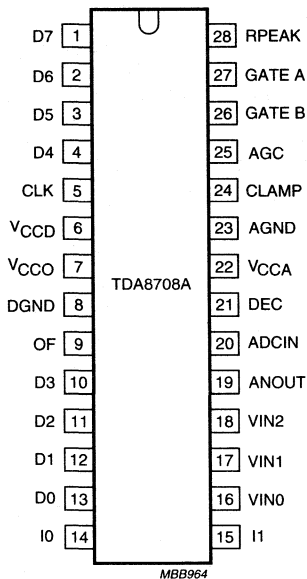 D7 1 28 RPEAK
D6 2 27 GATE A
D5 3 26 GATE B
D4 4 25 AGC
CLK 5 24 CLAMP
VCCD 6 23 AGND
VCCO 7 22 VCCA
TDA8708A
DGND 8 21 DEC
OF 9 20 ADCIN
D3 10 19 ANOUT
D2 11 18 VIN2
D1 12 17 VIN1
D0 13 16 VIN0
I0 14 15 I1
MBB964